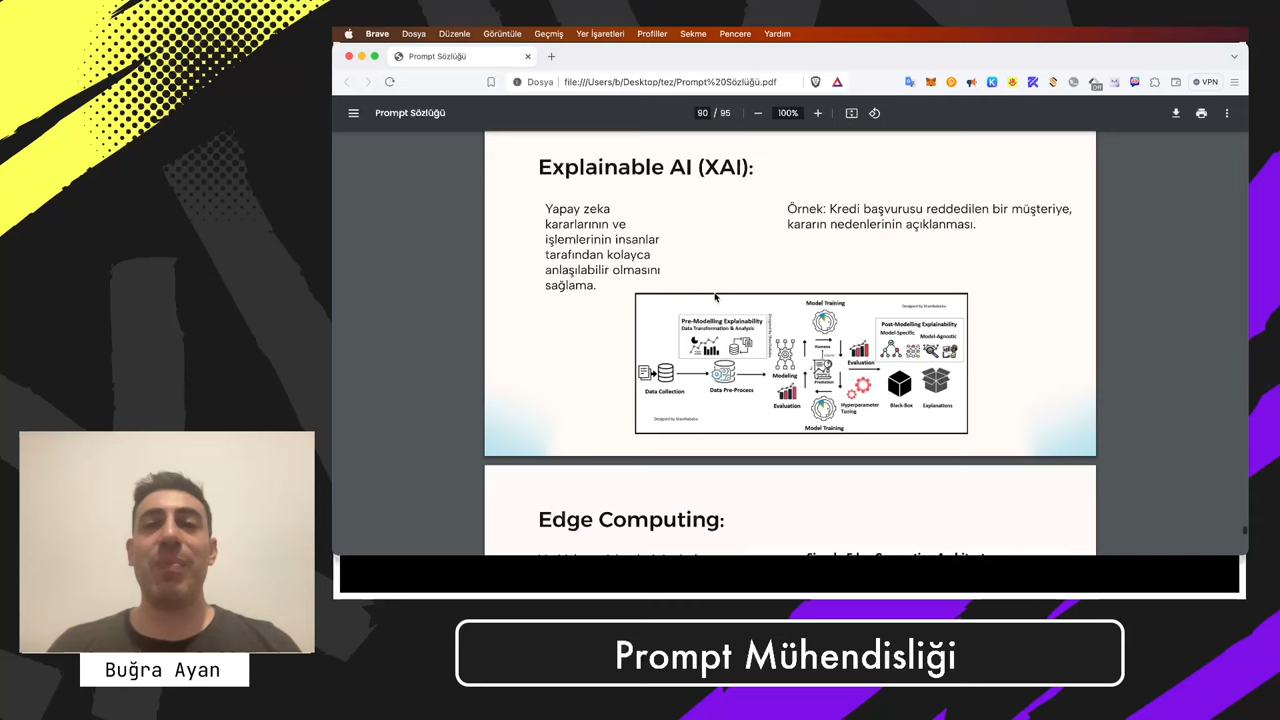 Brave Dosya Düzenle Görüntüle Geçmiş Yer İşaretleri Profiller Sekme Pencere Yardım
Prompt Sözlüğü
Dosya file:///Users/b/Desktop/tez/Prompt%20Sözlüğü.pdf
VPN
Prompt Sözlüğü
90 / 95
100%
Explainable AI (XAI):
Yapay zeka
kararlarının ve
işlemlerinin insanlar
tarafından kolayca
anlaşılabilir olmasını
sağlama.
Örnek: Kredi başvurusu reddedilen bir müşteriye,
kararın nedenlerinin açıklanması.
Model Training
Pre-Modelling Explainability
Data Transformation & Analysis
Post-Modelling Explainability
Model-Specific
Model-Agnostic
Humans
Evaluation
Modeling
Prediction
Data Collection
Data Pre-Process
Evaluation
Hyperparameter
Tuning
Black-Box
Explanations
Model Training
Edge Computing:
Buğra Ayan
Prompt Mühendisliği